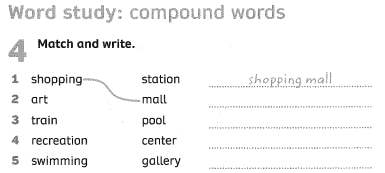 Word study: compound words
4 Match and write.
1 shopping station shopping mall
2 art mall
3 train pool
4 recreation center
5 swimming gallery